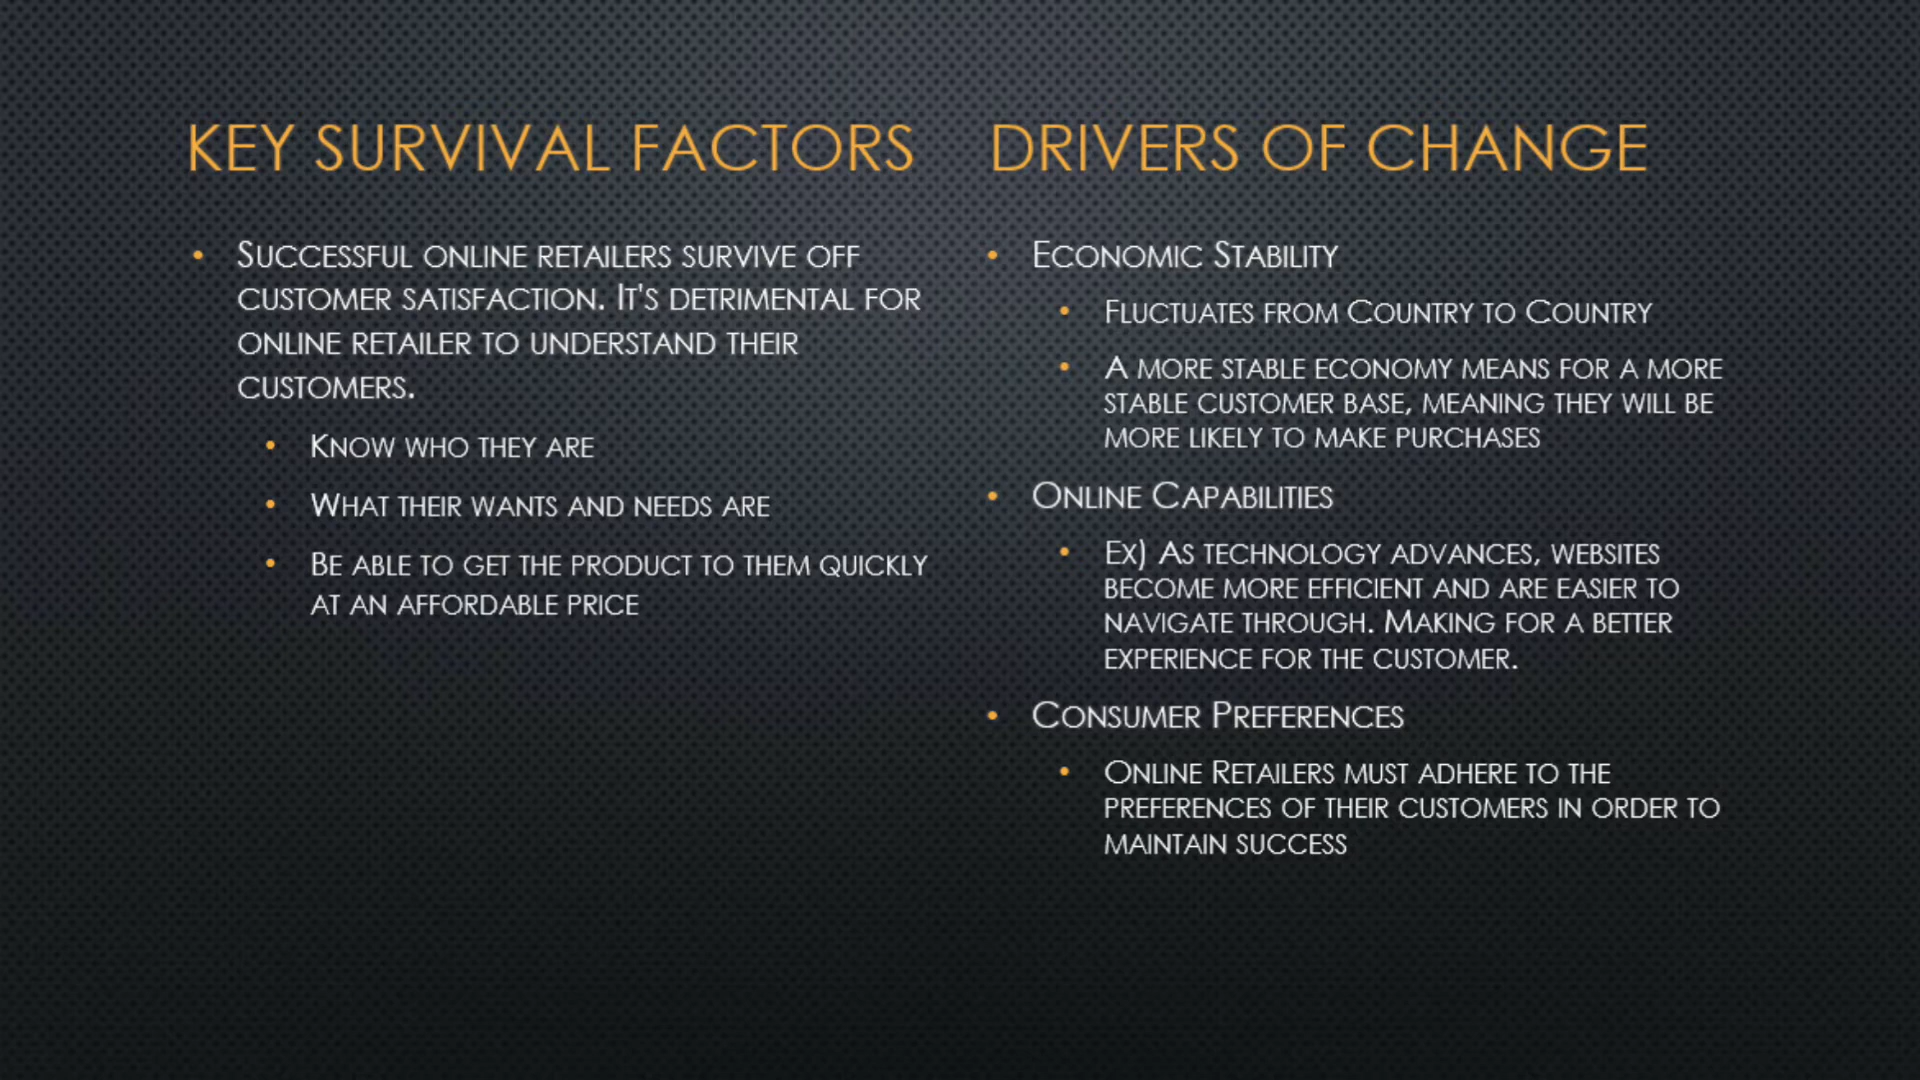 KEY SURVIVAL FACTORS
• SUCCESSFUL ONLINE RETAILERS SURVIVE OFF
CUSTOMER SATISFACTION. IT'S DETRIMENTAL FOR
ONLINE RETAILER TO UNDERSTAND THEIR
CUSTOMERS.
• KNOW WHO THEY ARE
• WHAT THEIR WANTS AND NEEDS ARE
• BE ABLE TO GET THE PRODUCT TO THEM QUICKLY
AT AN AFFORDABLE PRICE
DRIVERS OF CHANGE
• ECONOMIC STABILITY
• FLUCTUATES FROM COUNTRY TO COUNTRY
• A MORE STABLE ECONOMY MEANS FOR A MORE
STABLE CUSTOMER BASE, MEANING THEY WILL BE
MORE LIKELY TO MAKE PURCHASES
• ONLINE CAPABILITIES
• EX) AS TECHNOLOGY ADVANCES, WEBSITES
BECOME MORE EFFICIENT AND ARE EASIER TO
NAVIGATE THROUGH. MAKING FOR A BETTER
EXPERIENCE FOR THE CUSTOMER.
• CONSUMER PREFERENCES
• ONLINE RETAILERS MUST ADHERE TO THE
PREFERENCES OF THEIR CUSTOMERS IN ORDER TO
MAINTAIN SUCCESS